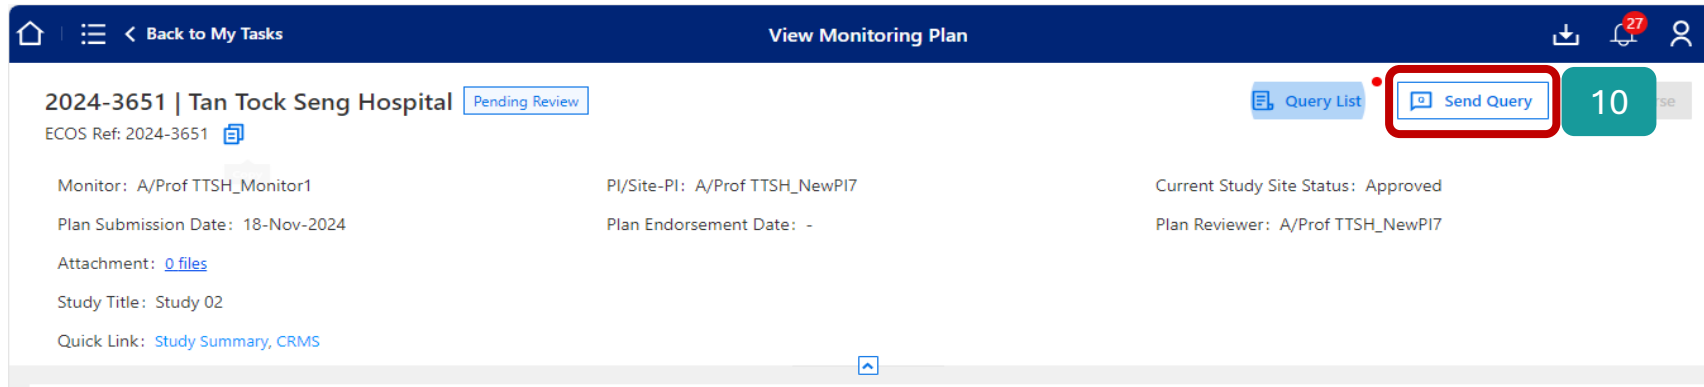 Back to My Tasks
View Monitoring Plan
27
2024-3651 | Tan Tock Seng Hospital
Pending Review
Query List
Send Query
10
ECOS Ref: 2024-3651
Monitor: A/Prof TTSH_Monitor1
PI/Site-PI: A/Prof TTSH_NewPI7
Current Study Site Status: Approved
Plan Submission Date: 18-Nov-2024
Plan Endorsement Date: -
Plan Reviewer: A/Prof TTSH_NewPI7
Attachment: 0 files
Study Title: Study 02
Quick Link: Study Summary, CRMS